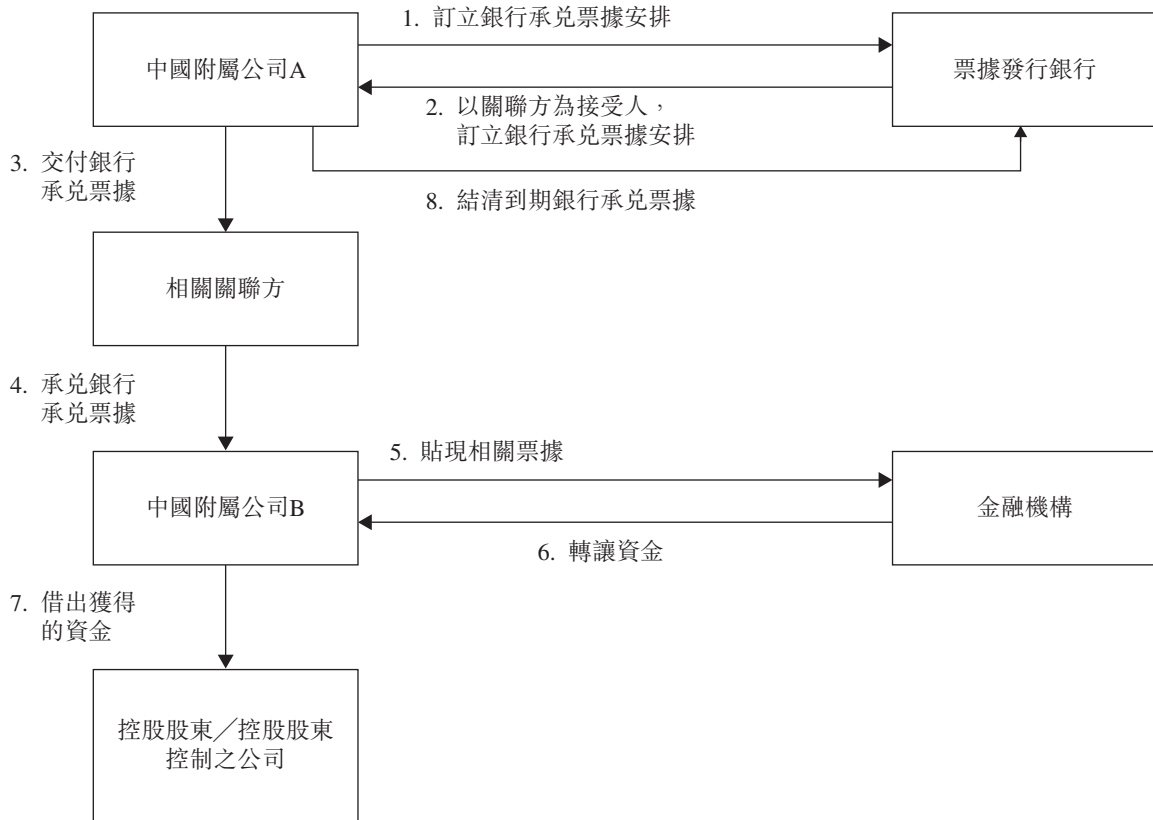 1. 訂立銀行承兑票據安排
中國附屬公司A
票據發行銀行
2. 以關聯方為接受人，
訂立銀行承兑票據安排
3. 交付銀行
承兑票據
8. 結清到期銀行承兑票據
相關關聯方
4. 承兑銀行
承兑票據
5. 貼現相關票據
中國附屬公司B
金融機構
6. 轉讓資金
7. 借出獲得
的資金
控股股東／控股股東
控制之公司